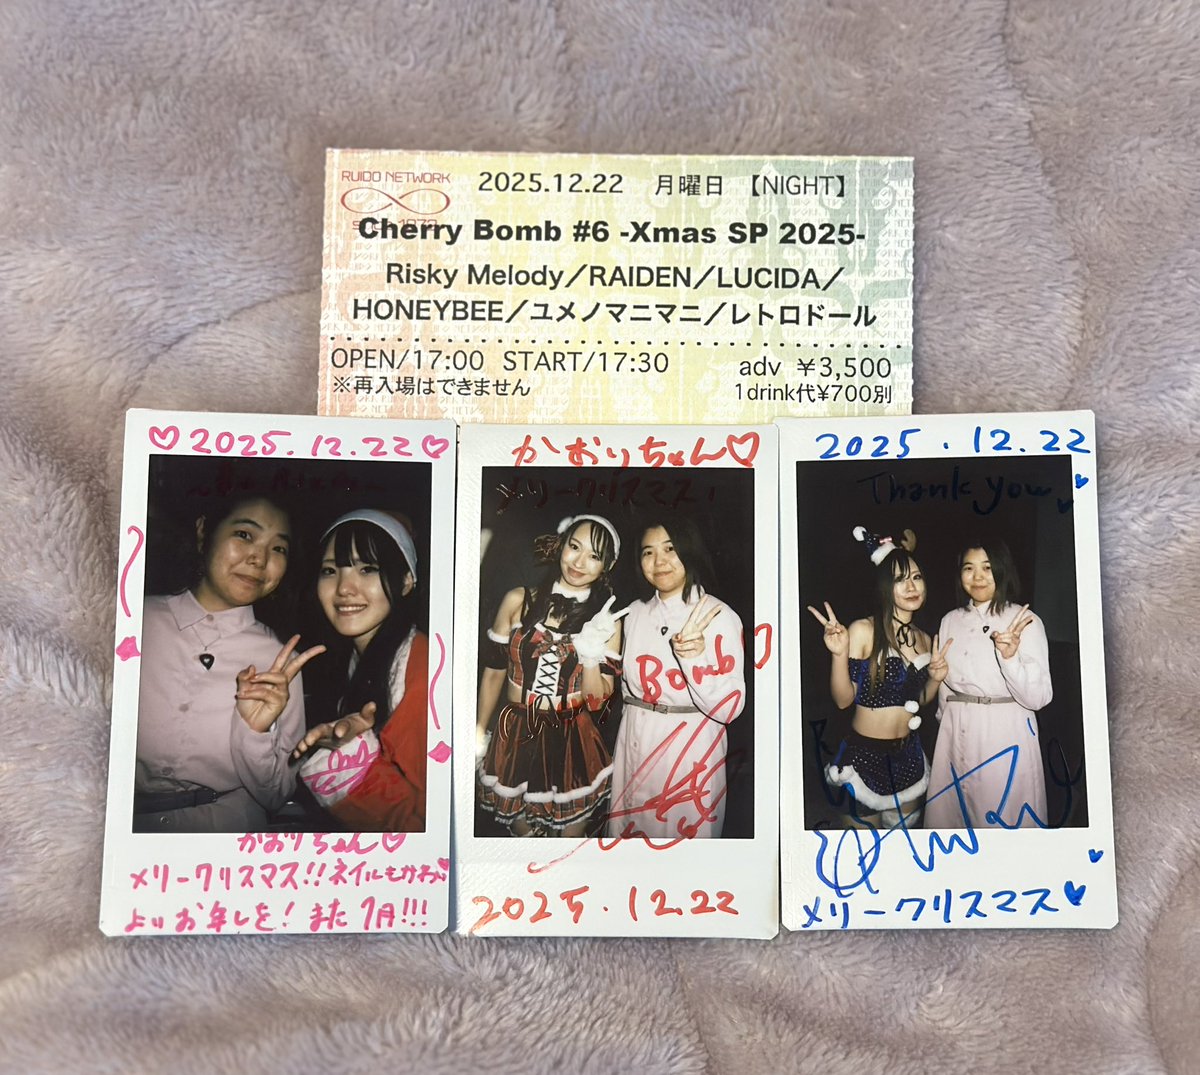 RUIDO NETWORK
2025.12.22 月曜日 【NIGHT】
Cherry Bomb #6 -Xmas SP 2025-
Risky Melody／RAIDEN／LUCIDA／
HONEYBEE／ユメノマニマニ／レトロドール
OPEN/17:00 START/17:30
adv ￥3,500
※再入場はできません
1drink代¥700別
♡2025.12.22♡
かおりちゃん♡
メリークリスマス!!ネイルもかわいい
よいお年を!また1月!!!
かおりちゃん♡
メリークリスマス!
Bomb
2025.12.22
2025.12.22
Thank you
メリークリスマス